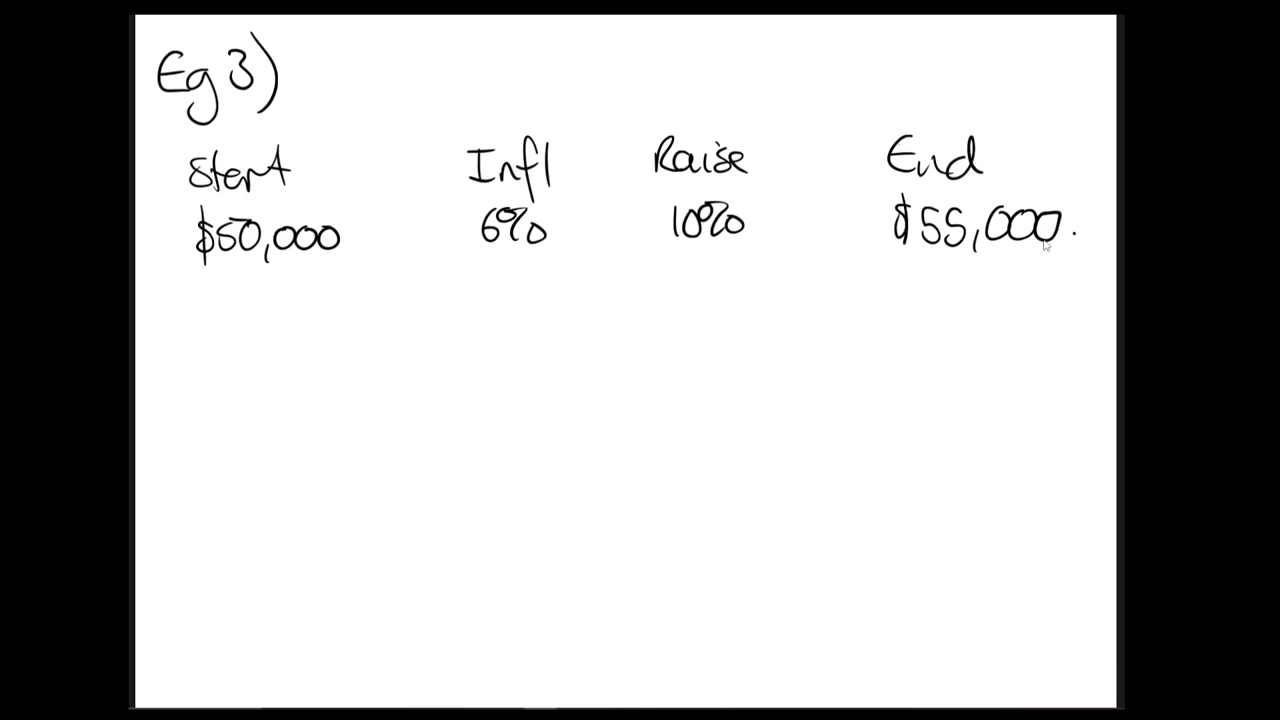 Eg 3)
Start Infl Raise End
$50,000 6% 10% $55,000.